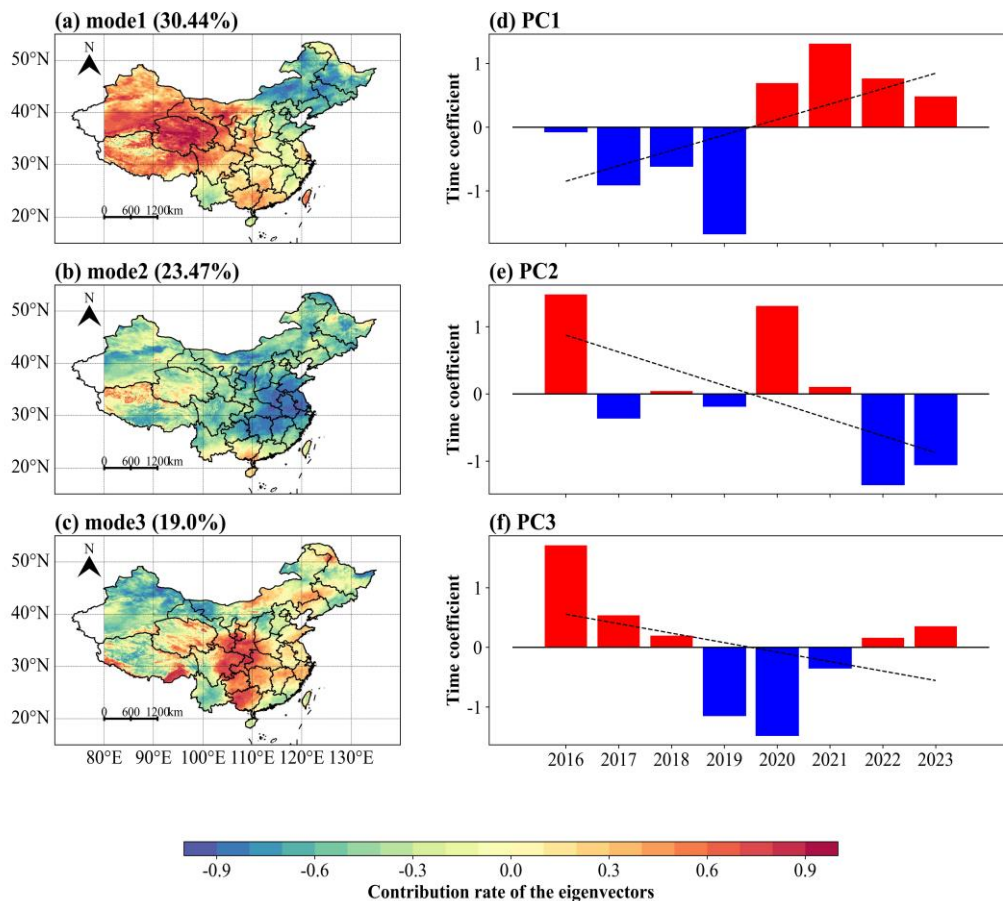 (a) mode1 (30.44%)
N
50°N
40°N
30°N
20°N
0 600 1200km
(d) PC1
Time coefficient
1
0
-1
(b) mode2 (23.47%)
N
50°N
40°N
30°N
20°N
0 600 1200km
(e) PC2
Time coefficient
1
0
-1
(c) mode3 (19.0%)
N
50°N
40°N
30°N
20°N
0 600 1200km
80°E 90°E 100°E 110°E 120°E 130°E
(f) PC3
Time coefficient
1
0
-1
2016 2017 2018 2019 2020 2021 2022 2023
-0.9 -0.6 -0.3 0.0 0.3 0.6 0.9
Contribution rate of the eigenvectors